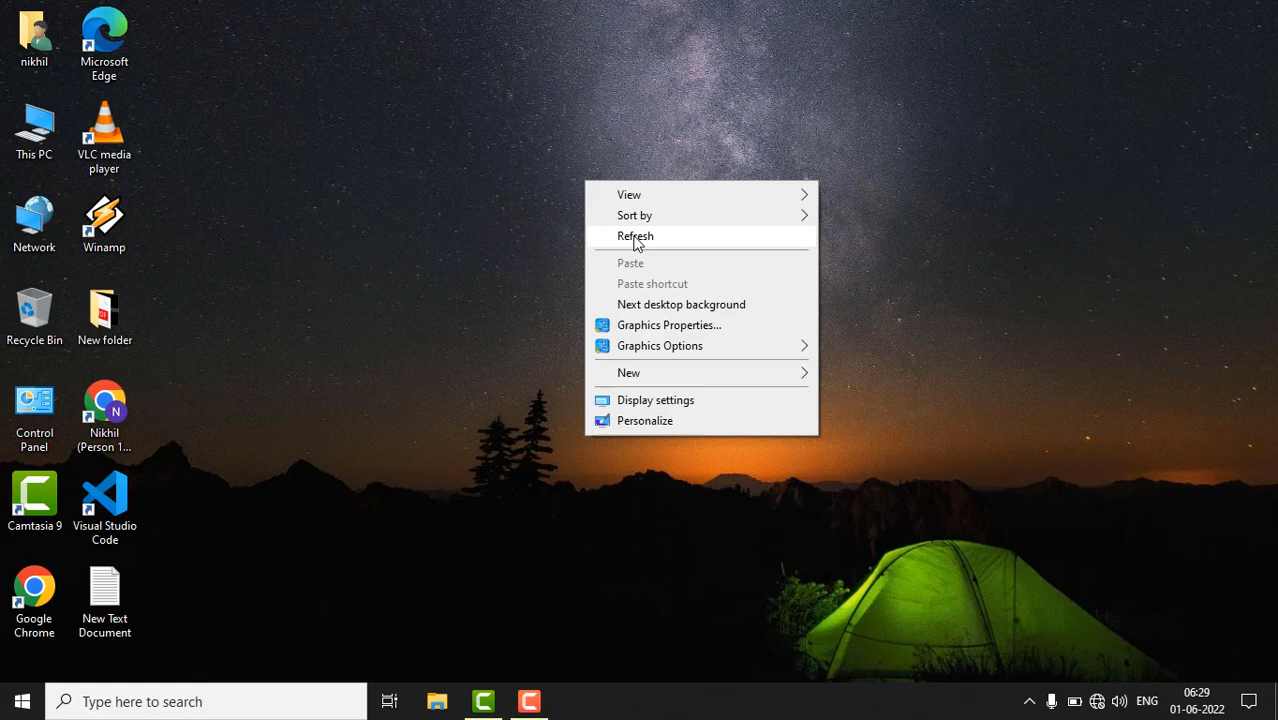 nikhil
Microsoft
Edge
This PC
VLC media
player
Network
Winamp
Recycle Bin
New folder
Control
Panel
Nikhil
(Person 1...
N
Camtasia 9
Visual Studio
Code
Google
Chrome
New Text
Document
View
Sort by
Refresh
Paste
Paste shortcut
Next desktop background
Graphics Properties...
Graphics Options
New
Display settings
Personalize
Type here to search
ENG
06:29
01-06-2022